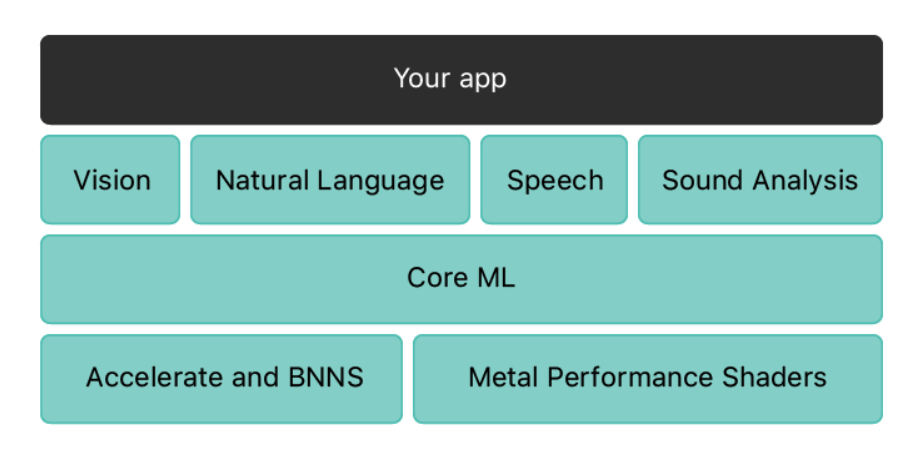 Your app
Vision
Natural Language
Speech
Sound Analysis
Core ML
Accelerate and BNNS
Metal Performance Shaders